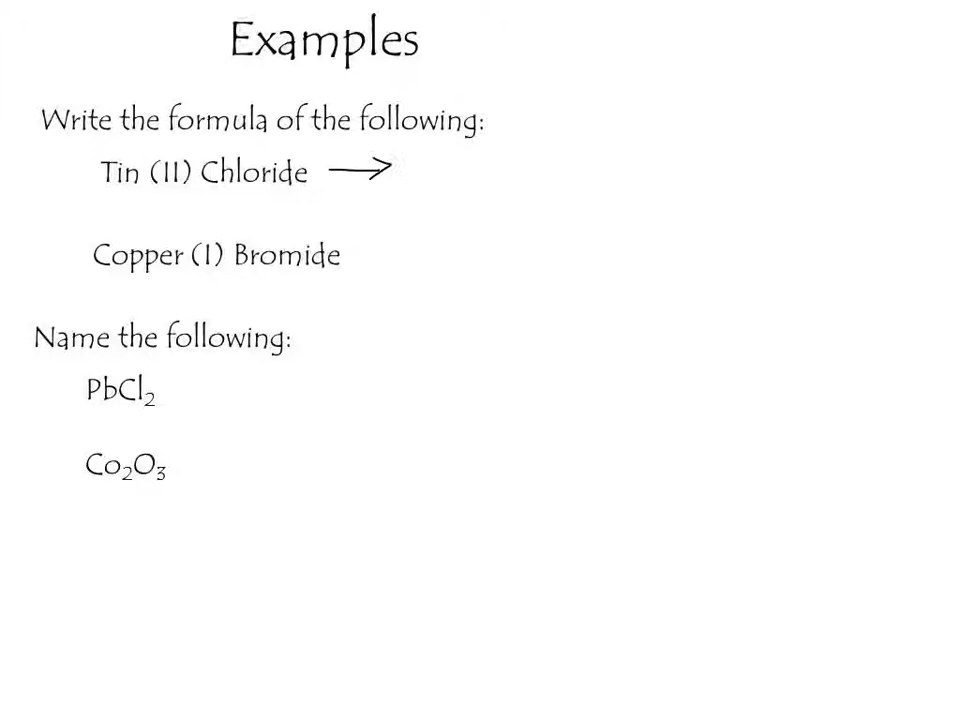 Examples
Write the formula of the following:
Tin (II) Chloride →
Copper (I) Bromide
Name the following:
PbCl₂
Co₂O₃